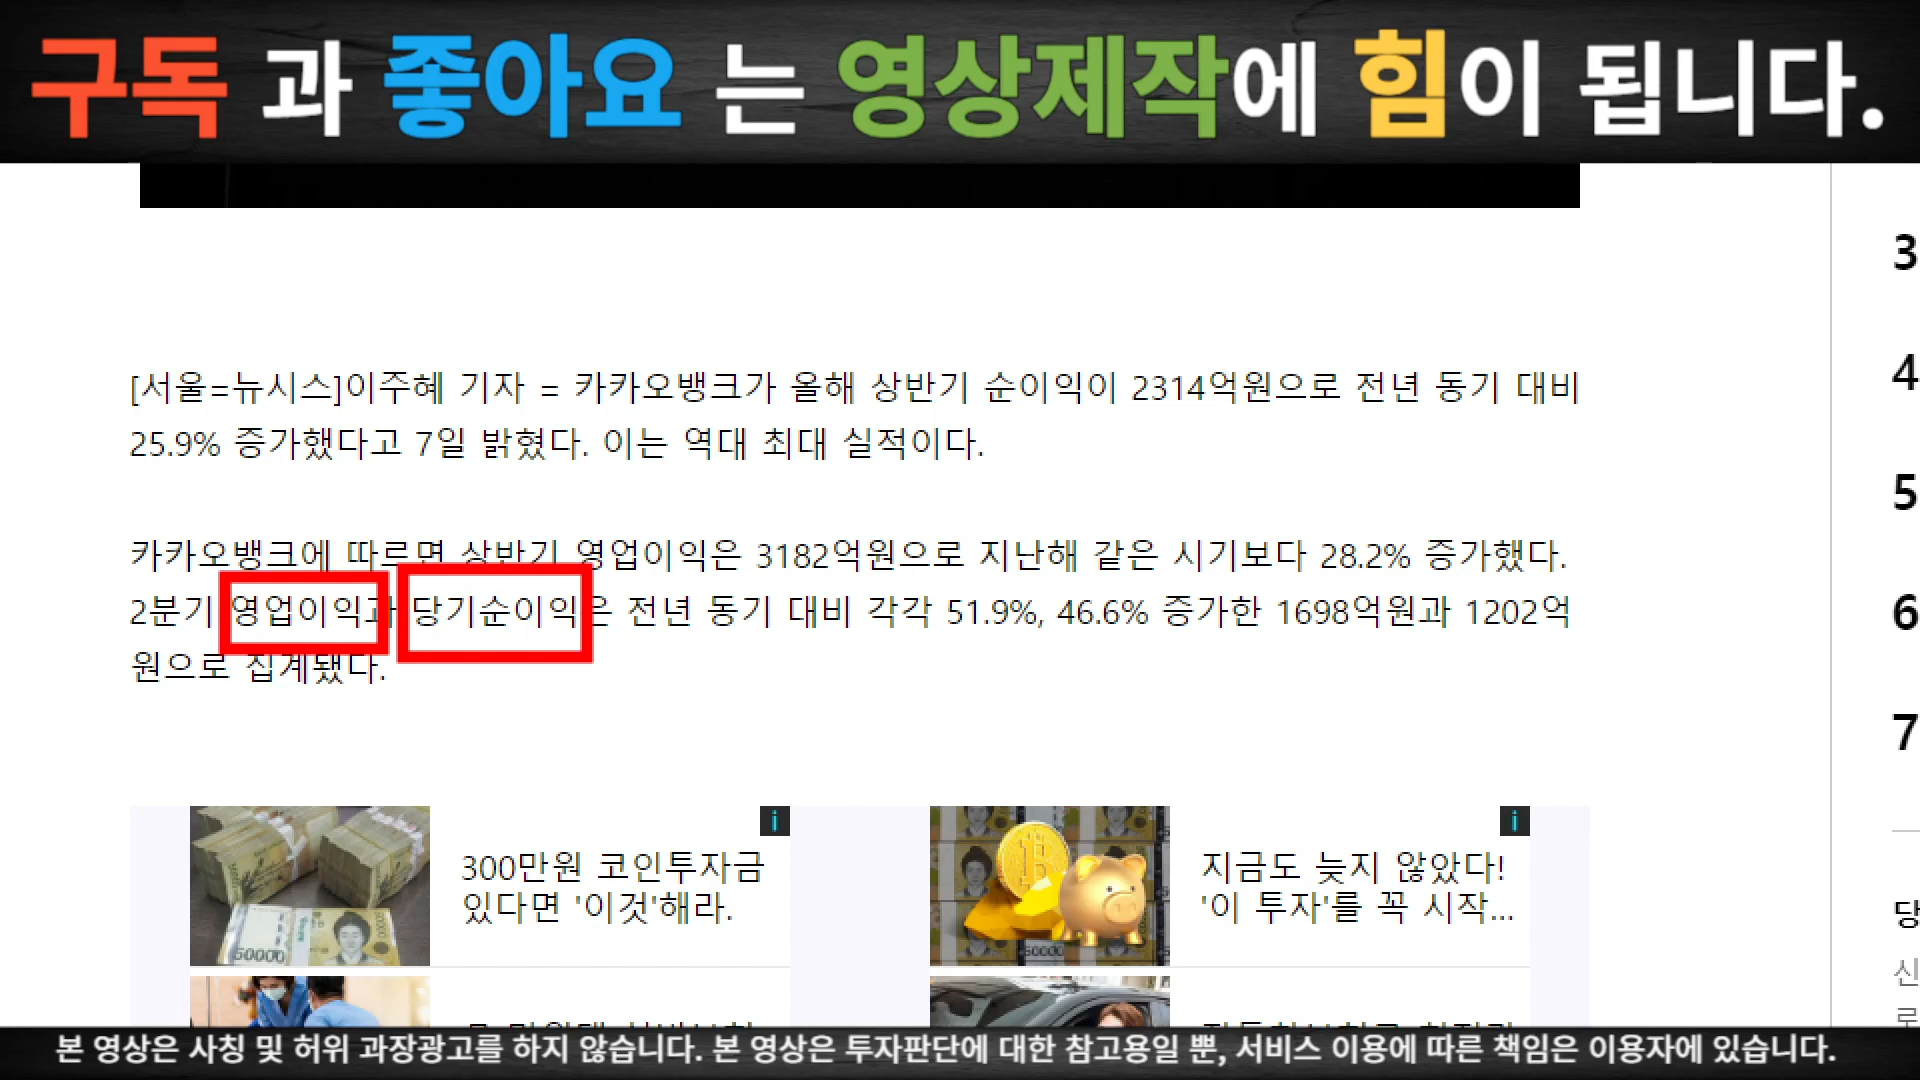 구독 과 좋아요 는 영상제작에 힘이 됩니다.
[서울=뉴시스]이주혜 기자 = 카카오뱅크가 올해 상반기 순이익이 2314억원으로 전년 동기 대비
25.9% 증가했다고 7일 밝혔다. 이는 역대 최대 실적이다.
카카오뱅크에 따르면 상반기 영업이익은 3182억원으로 지난해 같은 시기보다 28.2% 증가했다.
2분기 영업이익과 당기순이익은 전년 동기 대비 각각 51.9%, 46.6% 증가한 1698억원과 1202억
원으로 집계됐다.
3
4
5
6
7
300만원 코인투자금
있다면 '이것'해라.
지금도 늦지 않았다!
'이 투자'를 꼭 시작...
50000
당
신
로
본 영상은 사칭 및 허위 과장광고를 하지 않습니다. 본 영상은 투자판단에 대한 참고용일 뿐, 서비스 이용에 따른 책임은 이용자에 있습니다.